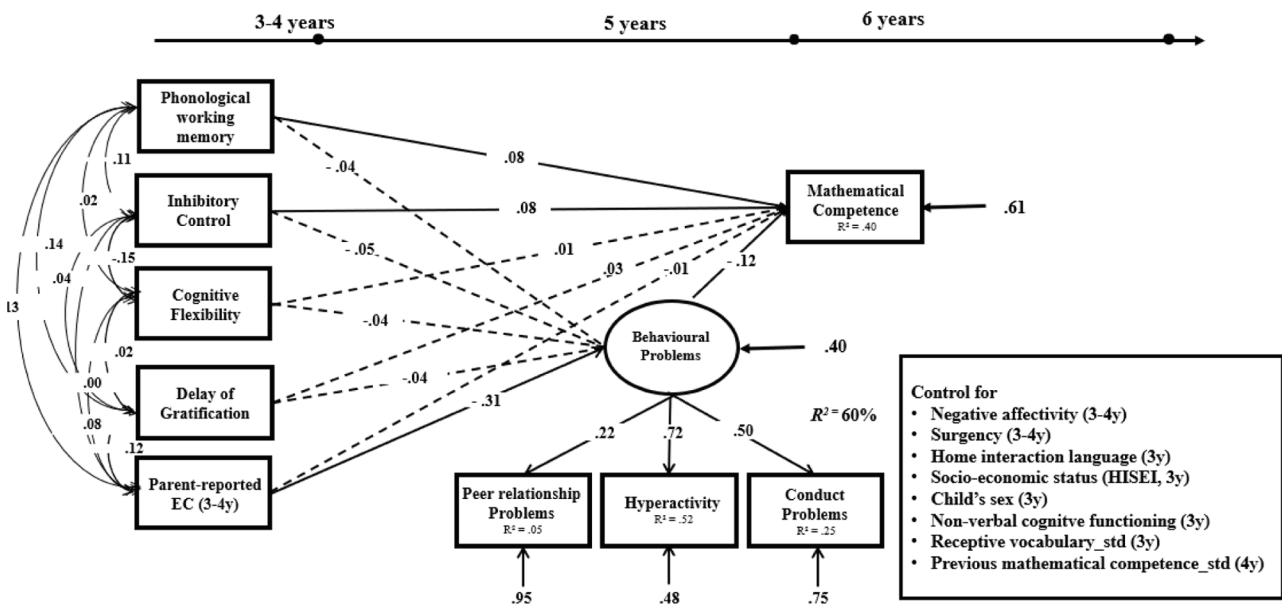 3-4 years
5 years
6 years
Phonological
working
memory
Inhibitory
Control
Cognitive
Flexibility
Delay of
Gratification
Parent-reported
EC (3-4y)
.11
.02
.14
-.15
.04
.13
.02
.00
.08
.12
- .04
.08
.08
- .05
.01
.03
-.01
- .12
-.04
-.04
- .31
Mathematical
Competence
R² = .40
.61
Behavioural
Problems
.40
R² = 60%
.22
.72
.50
Peer relationship
Problems
R² = .05
Hyperactivity
R² = .52
Conduct
Problems
R² = .25
.95
.48
.75
Control for
• Negative affectivity (3-4y)
• Surgency (3-4y)
• Home interaction language (3y)
• Socio-economic status (HISEI, 3y)
• Child's sex (3y)
• Non-verbal cognitve functioning (3y)
• Receptive vocabulary_std (3y)
• Previous mathematical competence_std (4y)